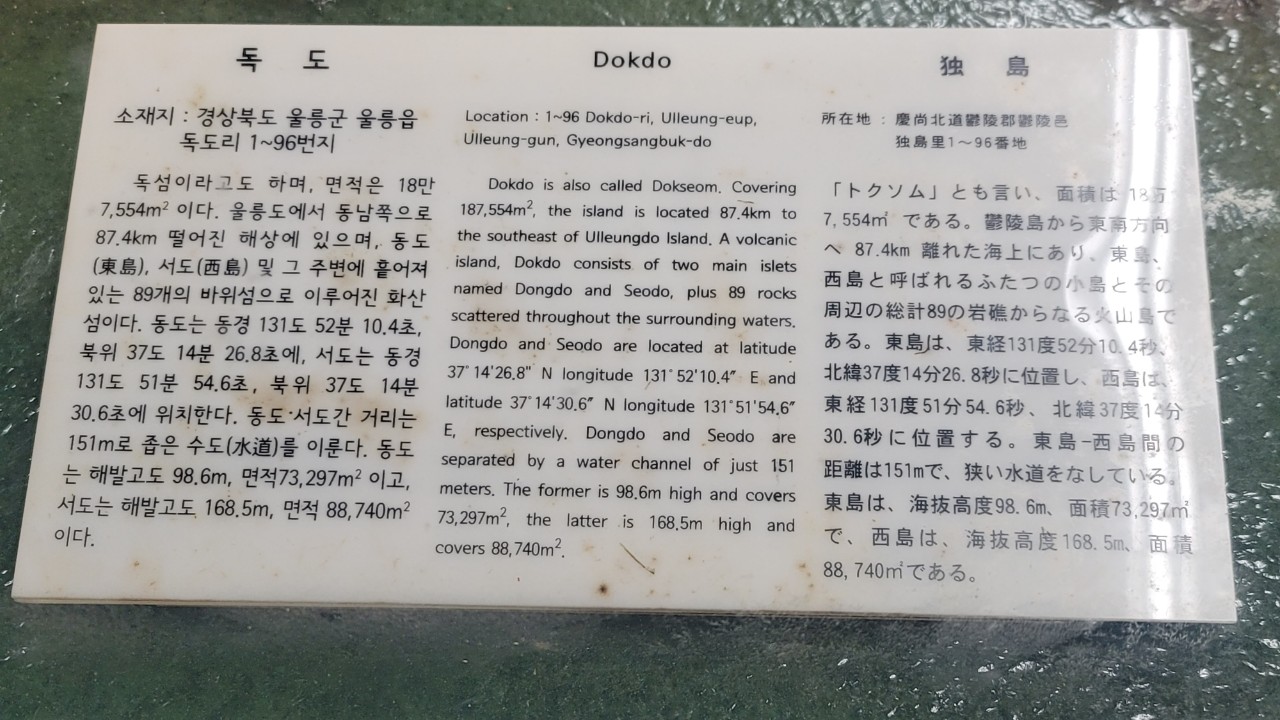 독 도
소재지 : 경상북도 울릉군 울릉읍
독도리 1~96번지
독섬이라고도 하며, 면적은 18만
7,554m² 이다. 울릉도에서 동남쪽으로
87.4km 떨어진 해상에 있으며, 동도
(東島), 서도(西島) 및 그 주변에 흩어져
있는 89개의 바위섬으로 이루어진 화산
섬이다. 동도는 동경 131도 52분 10.4초,
북위 37도 14분 26.8초에, 서도는 동경
131도 51분 54.6초, 북위 37도 14분
30.6초에 위치한다. 동도·서도간 거리는
151m로 좁은 수도(水道)를 이룬다. 동도
는 해발고도 98.6m, 면적73,297m² 이고,
서도는 해발고도 168.5m, 면적 88,740m²
이다.
Dokdo
Location : 1~96 Dokdo-ri, Ulleung-eup,
Ulleung-gun, Gyeongsangbuk-do
Dokdo is also called Dokseom. Covering
187,554m², the island is located 87.4km to
the southeast of Ulleungdo Island. A volcanic
island, Dokdo consists of two main islets
named Dongdo and Seodo, plus 89 rocks
scattered throughout the surrounding waters.
Dongdo and Seodo are located at latitude
37°14'26.8" N longitude 131°52'10.4" E and
latitude 37°14'30.6" N longitude 131°51'54.6"
E, respectively. Dongdo and Seodo are
separated by a water channel of just 151
meters. The former is 98.6m high and covers
73,297m², the latter is 168.5m high and
covers 88,740m².
独 島
所在地 : 慶尚北道鬱陵郡鬱陵邑
独島里1～96番地
「トクソム」とも言い、面積は 18万
7,554㎡ である。鬱陵島から東南方向
へ 87.4km 離れた海上にあり、東島、
西島と呼ばれるふたつの小島とその
周辺の総計89の岩礁からなる火山島で
ある。東島は、東経131度52分10.4秒、
北緯37度14分26.8秒に位置し、西島は、
東経131度51分54.6秒、北緯37度14分
30.6秒に位置する。東島-西島間の
距離は151mで、狭い水道をなしている。
東島は、海抜高度98.6m、面積73,297㎡
で、西島は、海抜高度168.5m、面積
88,740㎡である。